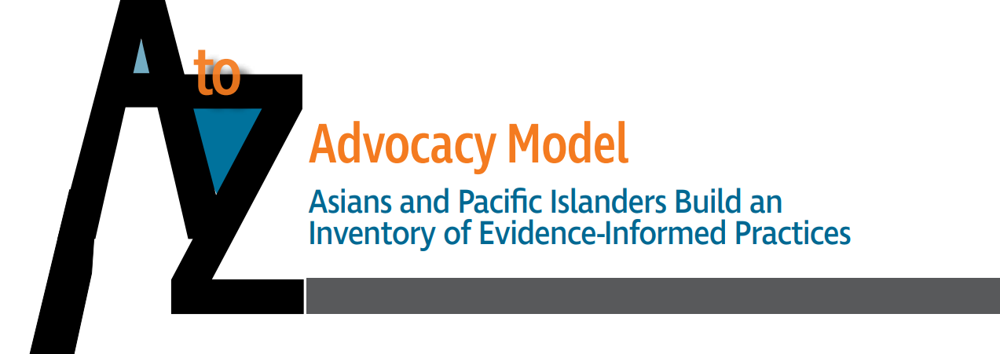 A to Z
Advocacy Model
Asians and Pacific Islanders Build an
Inventory of Evidence-Informed Practices